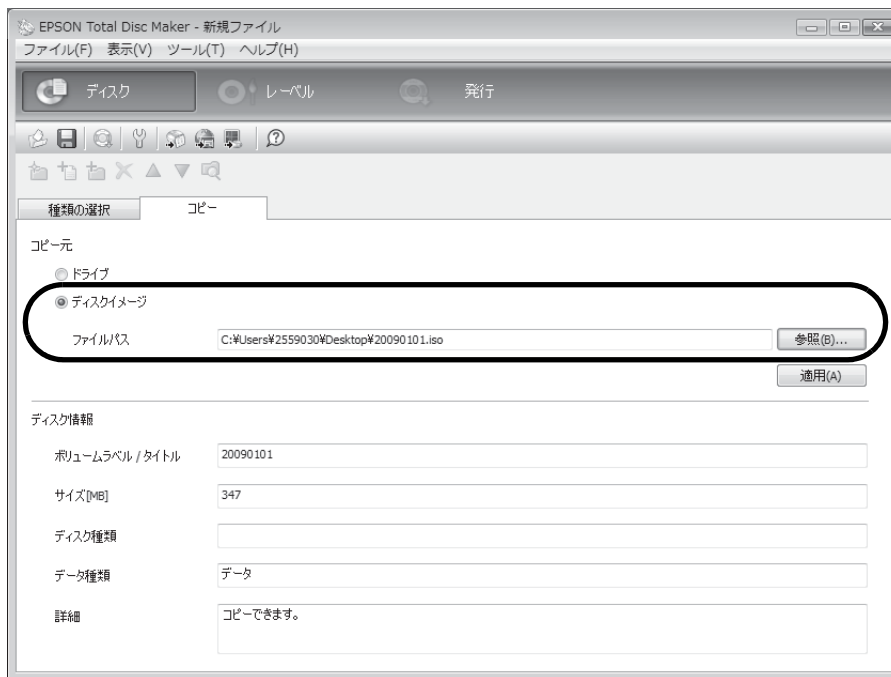 EPSON Total Disc Maker - 新規ファイル
ファイル(F) 表示(V) ツール(T) ヘルプ(H)
ディスク レーベル 発行
種類の選択 コピー
コピー元
ドライブ
ディスクイメージ
ファイルパス C:¥Users¥2559030¥Desktop¥20090101.iso 参照(B)...
適用(A)
ディスク情報
ボリュームラベル / タイトル 20090101
サイズ[MB] 347
ディスク種類
データ種類 データ
詳細 コピーできます。